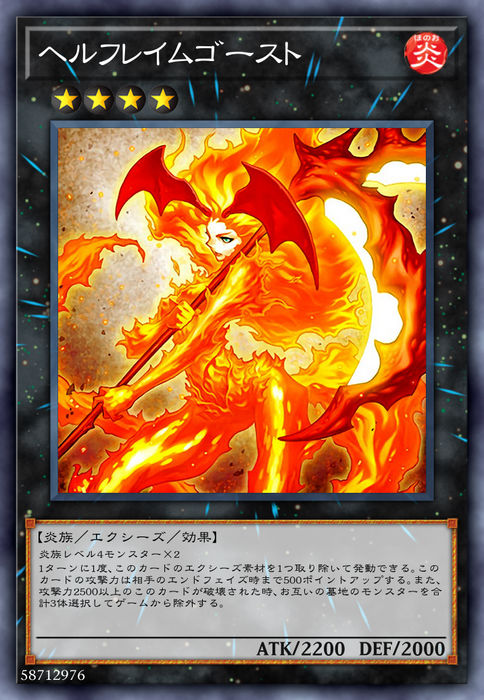 ヘルフレイムゴースト
ほのお
炎
【炎族／エクシーズ／効果】
炎族レベル4モンスター×2
1ターンに1度、このカードのエクシーズ素材を1つ取り除いて発動できる。この
カードの攻撃力は相手のエンドフェイズ時まで500ポイントアップする。また、
攻撃力2500以上のこのカードが破壊された時、お互いの墓地のモンスターを合
計3体選択してゲームから除外する。
ATK/2200 DEF/2000
58712976